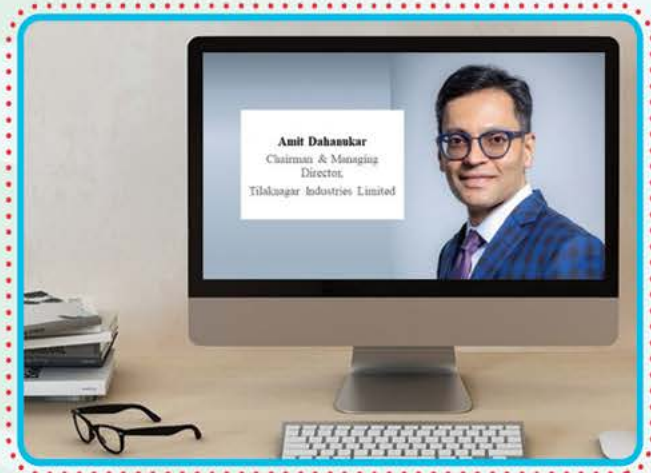 Amit Dahanukar
Chairman & Managing
Director,
Tilaknagar Industries Limited